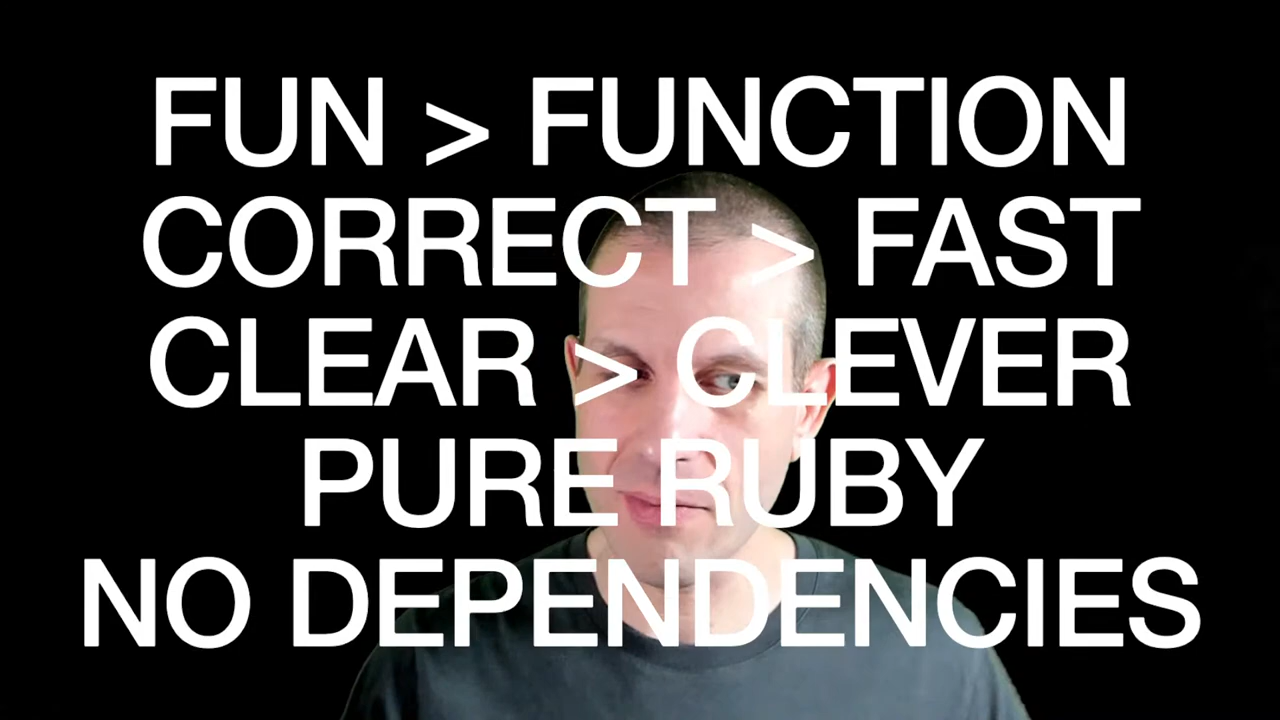 FUN > FUNCTION
CORRECT > FAST
CLEAR > CLEVER
PURE RUBY
NO DEPENDENCIES